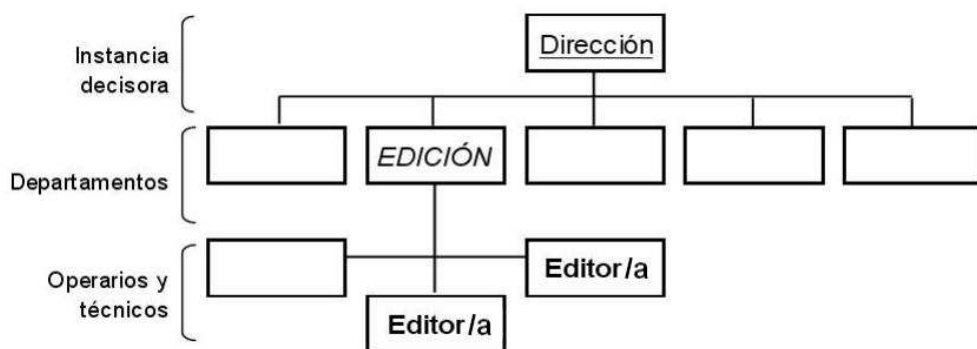 Instancia
decisora
Dirección
Departamentos
EDICIÓN
Operarios y
técnicos
Editor/a
Editor/a